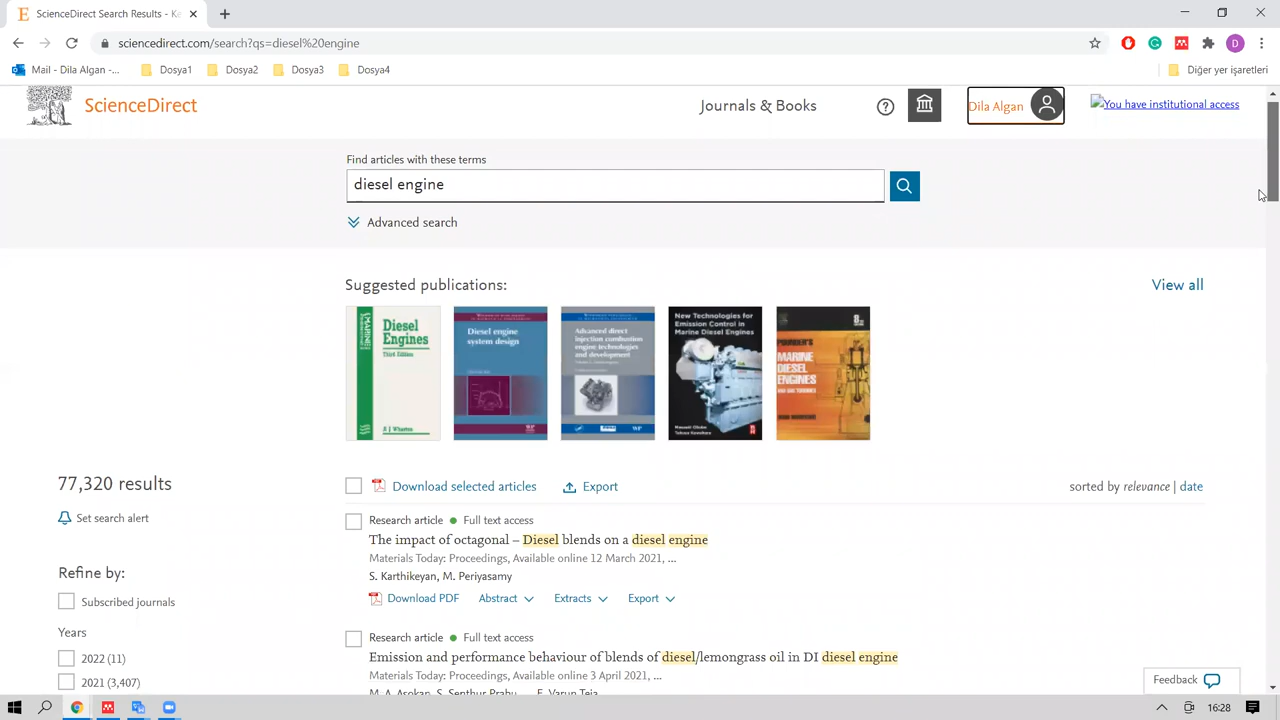 ScienceDirect Search Results - Ke
sciencedirect.com/search?qs=diesel%20engine
D
Mail - Dila Algan -...
Dosya1
Dosya2
Dosya3
Dosya4
Diğer yer işaretleri
ScienceDirect
Journals & Books
Dila Algan
You have institutional access
Find articles with these terms
diesel engine
Advanced search
Suggested publications:
View all
Diesel
Engines
Third Edition
Diesel engine
system design
Advanced direct
injection combustion
engine technologies
and development
New Technologies for
Emission Control in
Marine Diesel Engines
POUNDER'S
MARINE
DIESEL
ENGINES
77,320 results
Download selected articles
Export
sorted by relevance | date
Set search alert
Research article
Full text access
The impact of octagonal – Diesel blends on a diesel engine
Materials Today: Proceedings, Available online 12 March 2021, ...
S. Karthikeyan, M. Periyasamy
Download PDF
Abstract
Extracts
Export
Refine by:
Subscribed journals
Years
2022 (11)
2021 (3,407)
Research article
Full text access
Emission and performance behaviour of blends of diesel/lemongrass oil in DI diesel engine
Materials Today: Proceedings, Available online 3 April 2021, ...
M. A. Asokan, S. Senthur Prabu, ... E. Varun Teja
Feedback
16:28